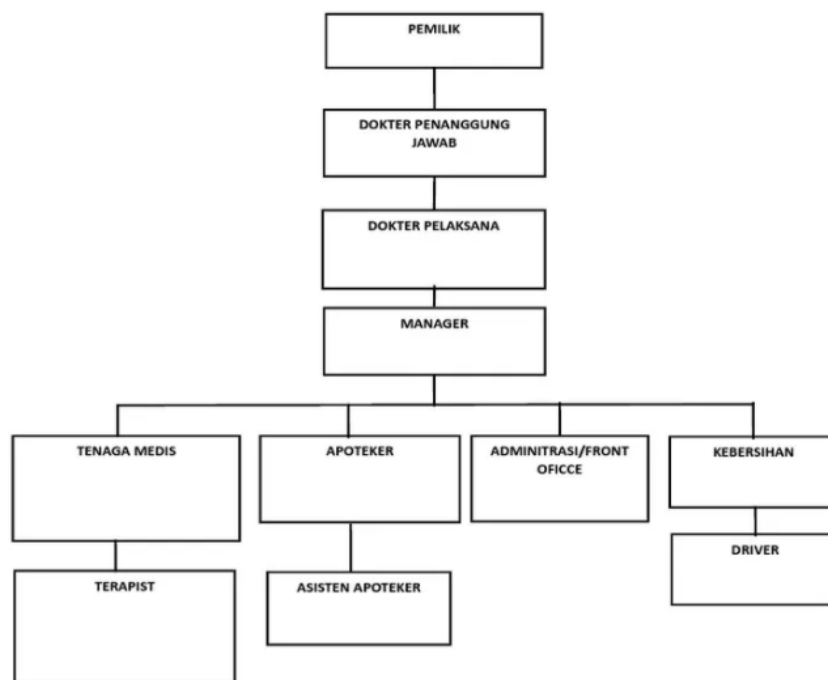 PEMILIK
DOKTER PENANGGUNG
JAWAB
DOKTER PELAKSANA
MANAGER
TENAGA MEDIS
APOTEKER
ADMINITRASI/FRONT
OFICCE
KEBERSIHAN
TERAPIST
ASISTEN APOTEKER
DRIVER